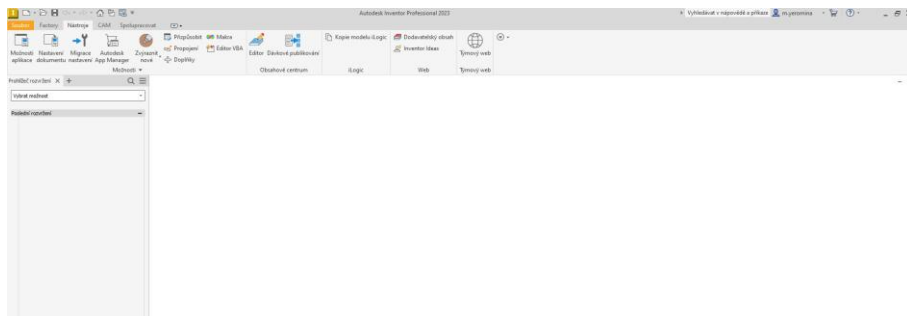 Autodesk Inventor Professional 2023
Vyhledávat v nápovědě a příkaze m.yeromina
Soubor Factory Nástroje CAM Spolupracovat
Možnosti aplikace
Nastavení dokumentu
Migrace nastavení
Autodesk App Manager
Zvýraznit nové
Přizpůsobit
Propojení
Doplňky
Makra
Editor VBA
Editor
Dávkové publikování
Kopie modelu iLogic
Dodavatelský obsah
Inventor Ideas
Týmový web
Možnosti Obsahové centrum iLogic Web Týmový web
Prohlížeč rozvržení
Vybrat možnost
Poslední rozvržení